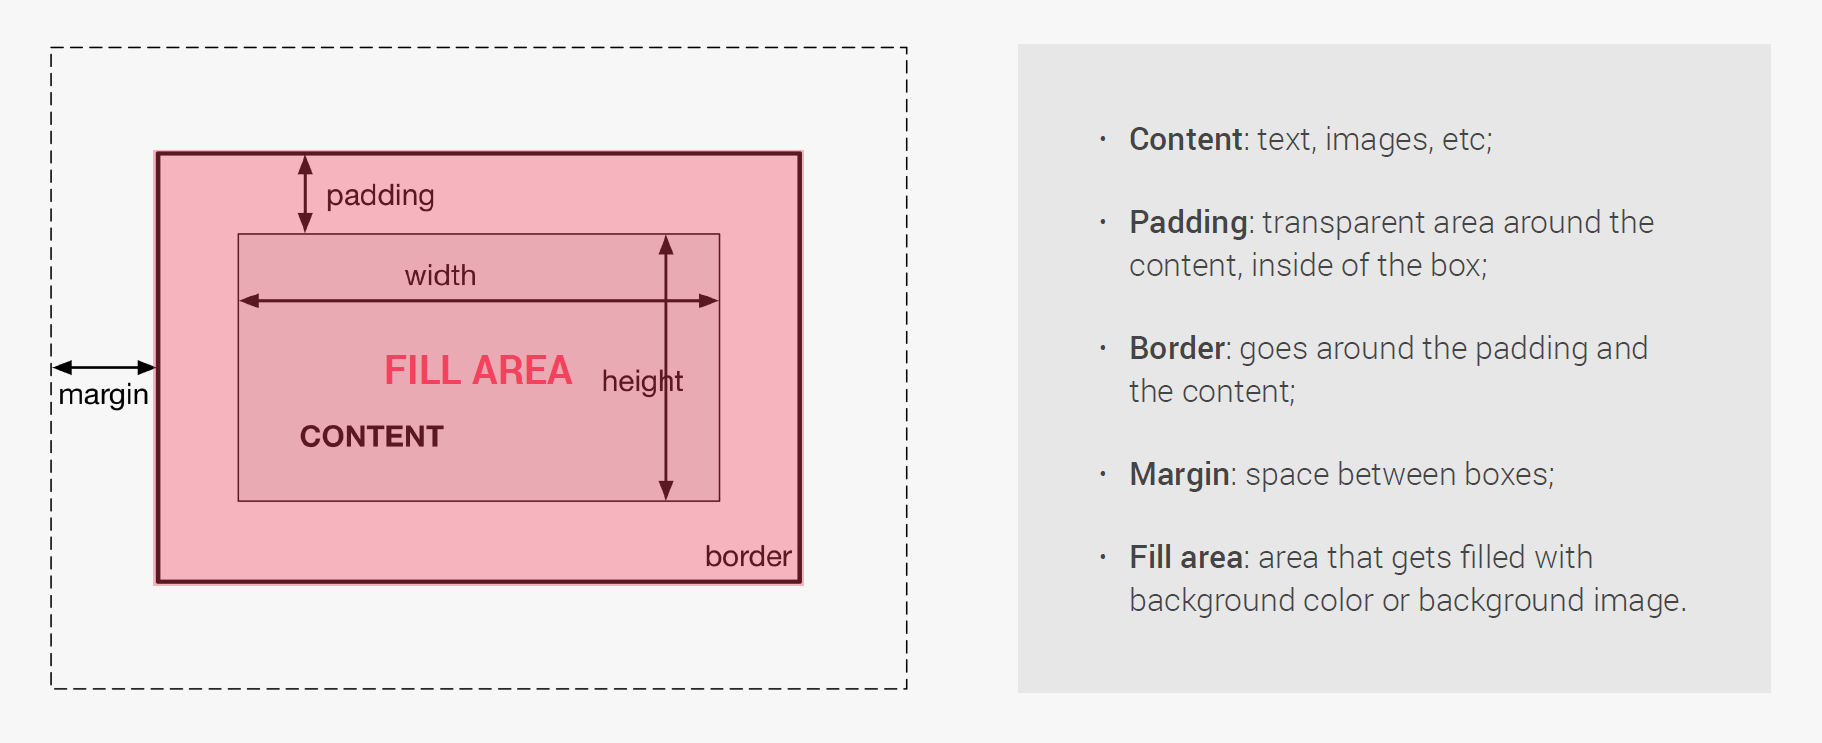 padding
width
FILL AREA
height
margin
CONTENT
border
• Content: text, images, etc;
• Padding: transparent area around the
content, inside of the box;
• Border: goes around the padding and
the content;
• Margin: space between boxes;
• Fill area: area that gets filled with
background color or background image.